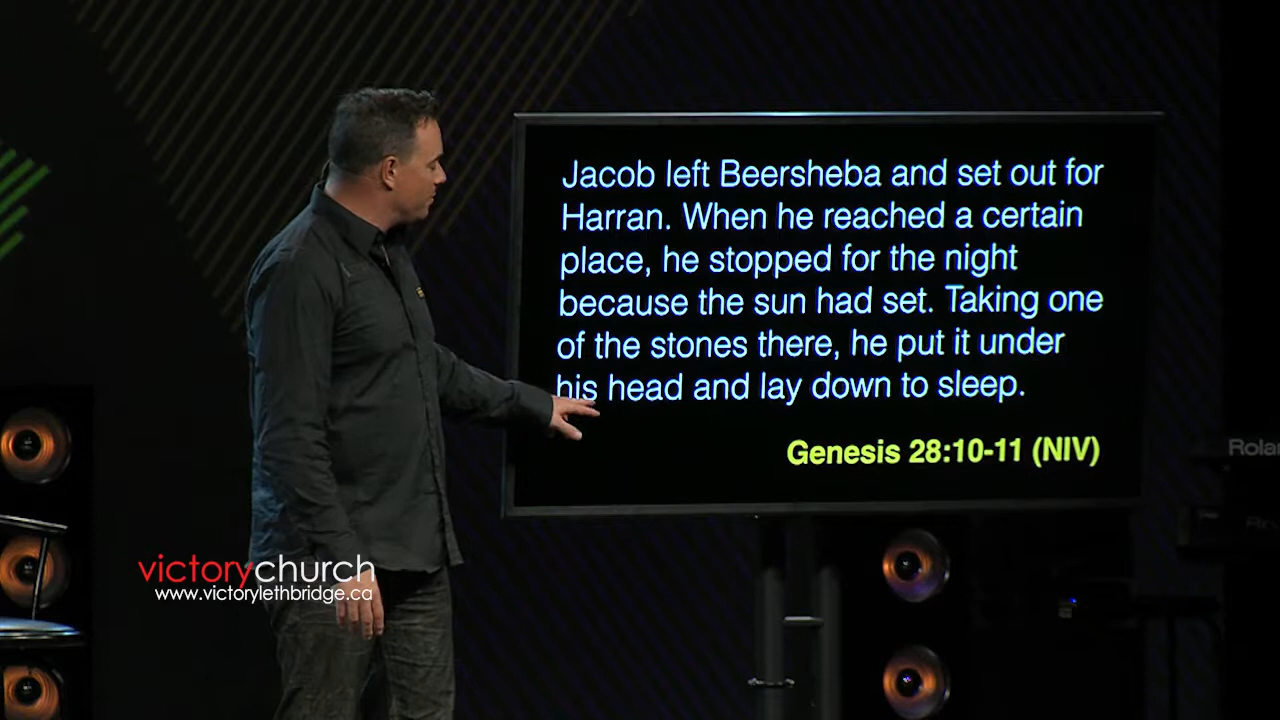 Jacob left Beersheba and set out for
Harran. When he reached a certain
place, he stopped for the night
because the sun had set. Taking one
of the stones there, he put it under
his head and lay down to sleep.
Genesis 28:10-11 (NIV)
victorychurch
www.victorylethbridge.ca